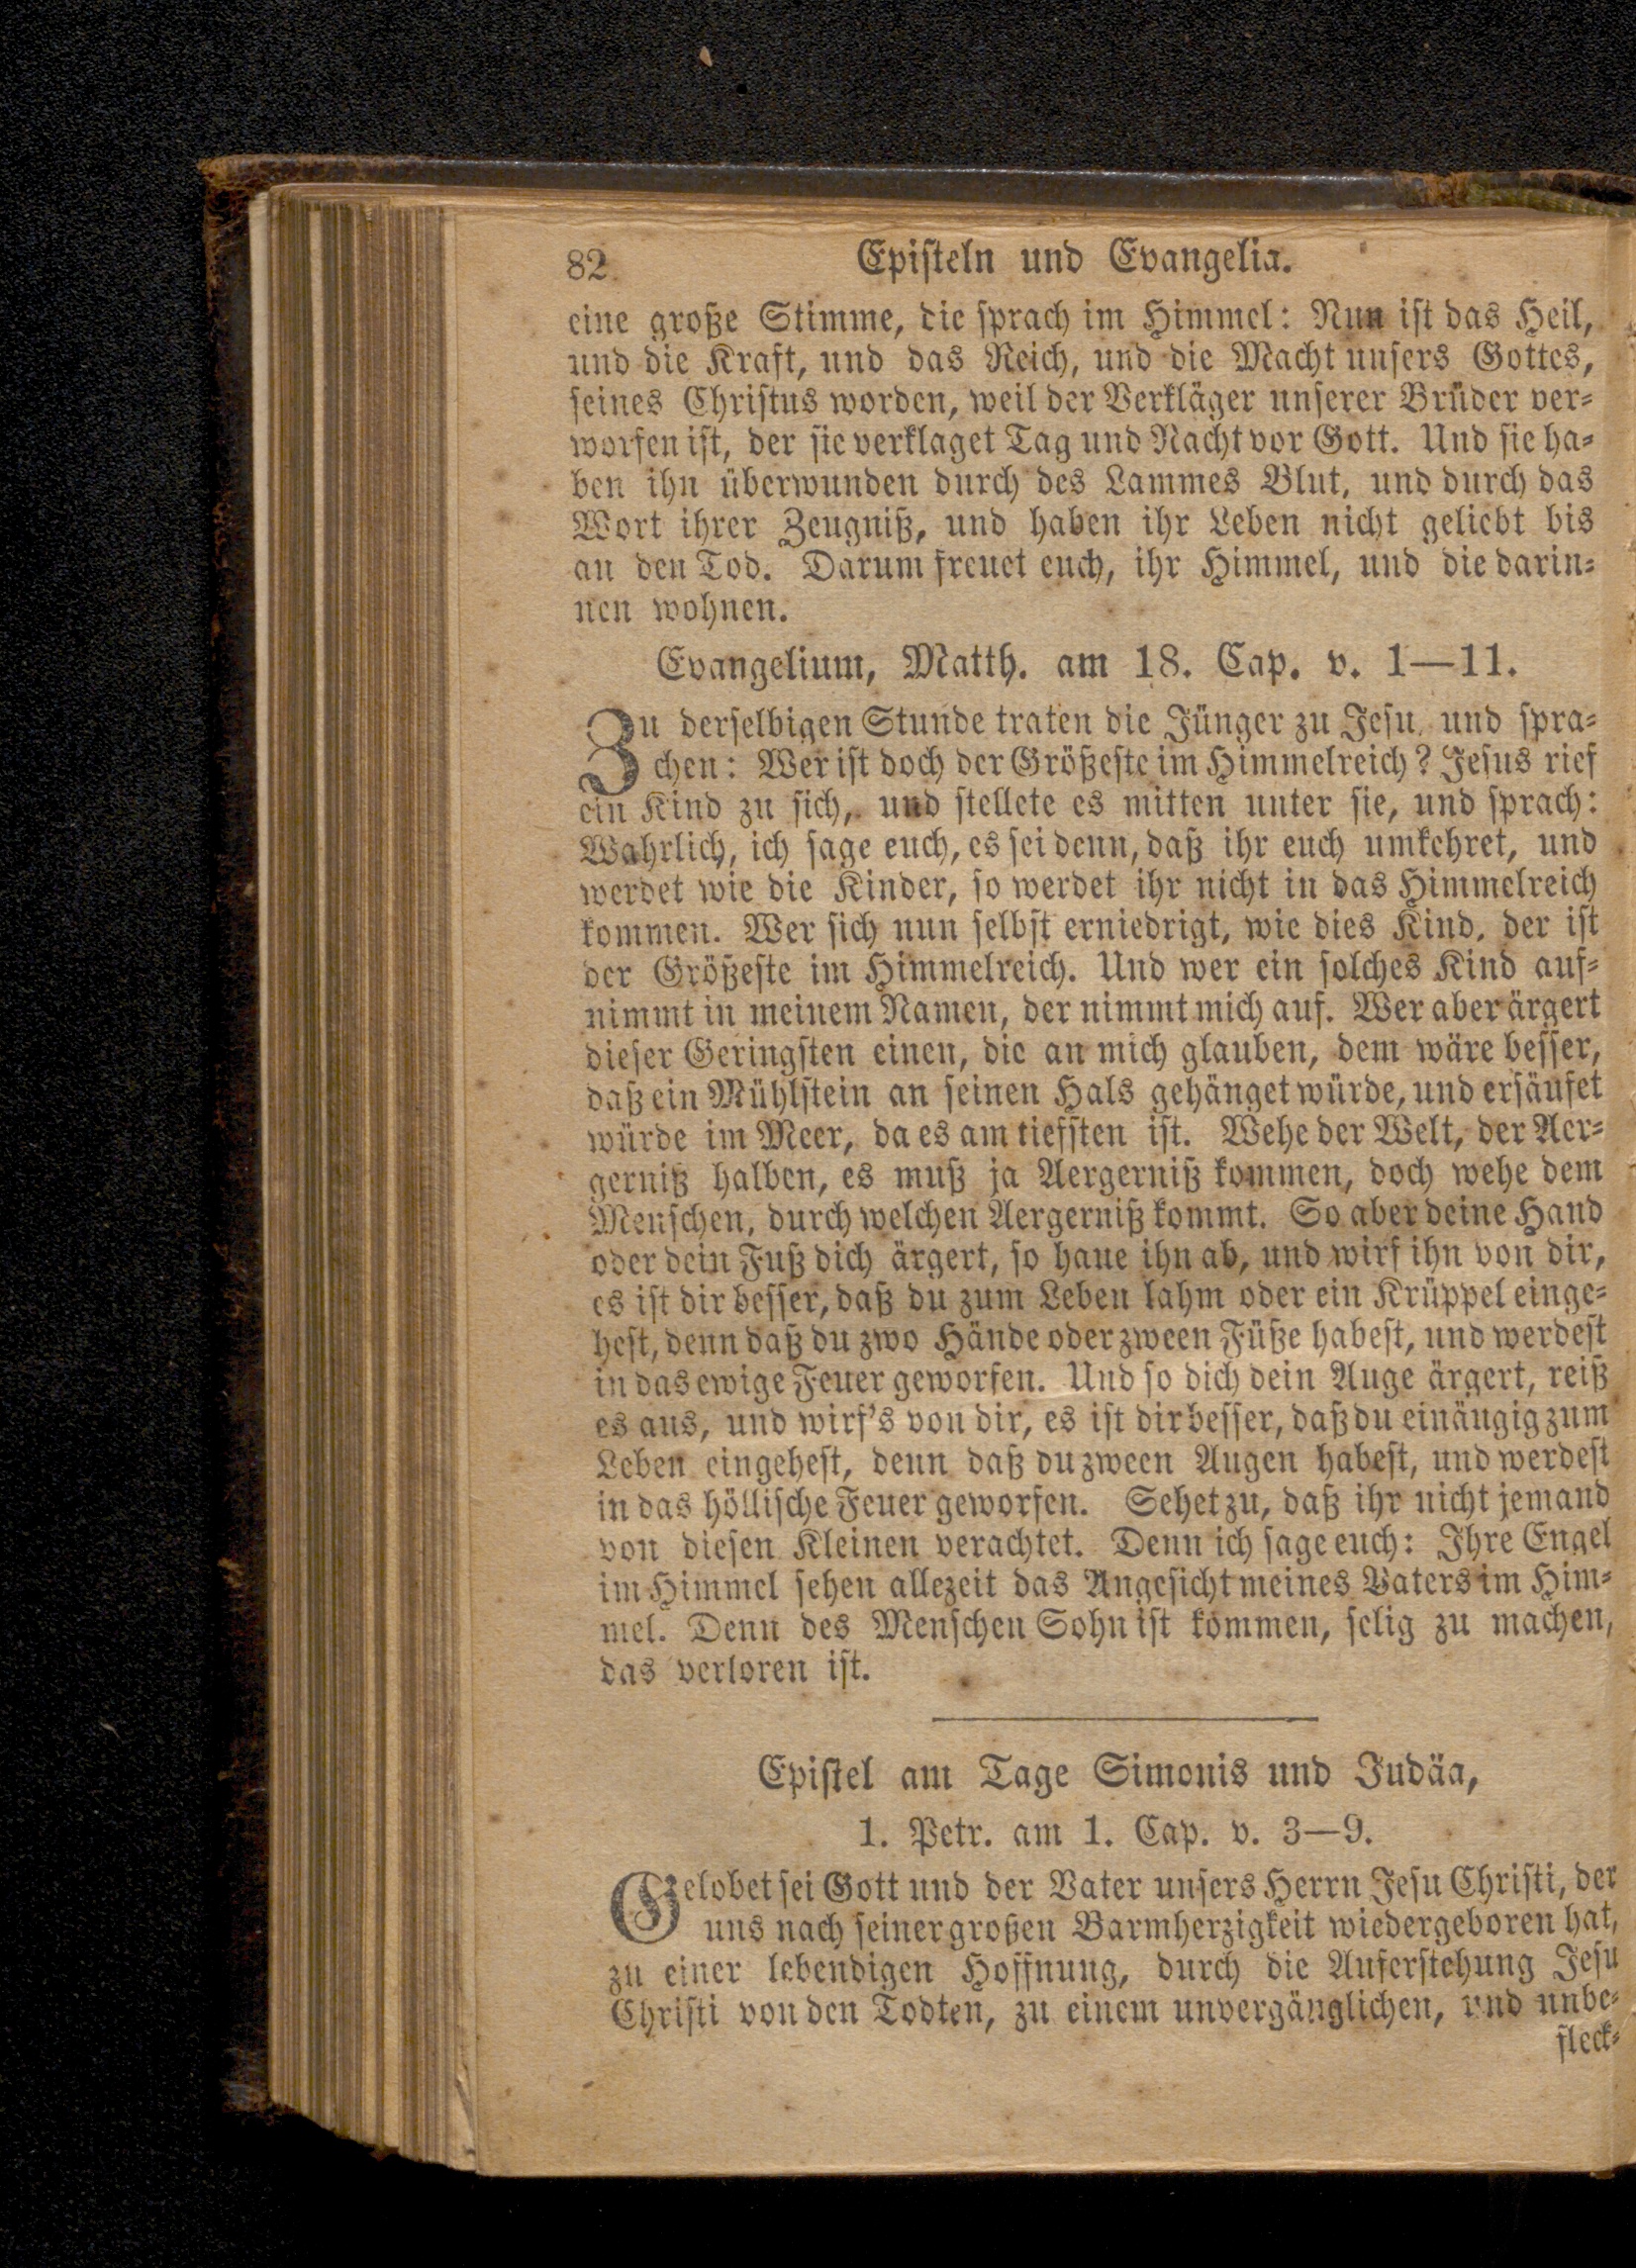 82 Episteln und Evangelia.
eine große Stimme, die sprach im Himmel: Nun ist das Heil,
und die Kraft, und das Reich, und die Macht unsers Gottes,
seines Christus worden, weil der Verkläger unserer Brüder ver-
worfen ist, der sie verklaget Tag und Nacht vor Gott. Und sie ha-
ben ihn überwunden durch des Lammes Blut, und durch das
Wort ihrer Zeugniß, und haben ihr Leben nicht geliebt bis
an den Tod. Darum freuet euch, ihr Himmel, und die darin-
nen wohnen.
Evangelium, Matth. am 18. Cap. v. 1—11.
Zu derselbigen Stunde traten die Jünger zu Jesu, und spra-
chen: Wer ist doch der Größeste im Himmelreich? Jesus rief
ein Kind zu sich, und stellete es mitten unter sie, und sprach:
Wahrlich, ich sage euch, es sei denn, daß ihr euch umkehret, und
werdet wie die Kinder, so werdet ihr nicht in das Himmelreich
kommen. Wer sich nun selbst erniedrigt, wie dies Kind, der ist
der Größeste im Himmelreich. Und wer ein solches Kind auf-
nimmt in meinem Namen, der nimmt mich auf. Wer aber ärgert
dieser Geringsten einen, die an mich glauben, dem wäre besser,
daß ein Mühlstein an seinen Hals gehänget würde, und ersäufet
würde im Meer, da es am tiefsten ist. Wehe der Welt, der Aer-
gerniß halben, es muß ja Aergerniß kommen, doch wehe dem
Menschen, durch welchen Aergerniß kommt. So aber deine Hand
oder dein Fuß dich ärgert, so haue ihn ab, und wirf ihn von dir,
es ist dir besser, daß du zum Leben lahm oder ein Krüppel einge-
hest, denn daß du zwo Hände oder zween Füße habest, und werdest
in das ewige Feuer geworfen. Und so dich dein Auge ärgert, reiß
es aus, und wirf's von dir, es ist dir besser, daß du einäugig zum
Leben eingehest, denn daß du zween Augen habest, und werdest
in das höllische Feuer geworfen. Sehet zu, daß ihr nicht jemand
von diesen Kleinen verachtet. Denn ich sage euch: Ihre Engel
im Himmel sehen allezeit das Angesicht meines Vaters im Him-
mel. Denn des Menschen Sohn ist kommen, selig zu machen,
das verloren ist.
Epistel am Tage Simonis und Judäa,
1. Petr. am 1. Cap. v. 3—9.
Gelobet sei Gott und der Vater unsers Herrn Jesu Christi, der
uns nach seiner großen Barmherzigkeit wiedergeboren hat,
zu einer lebendigen Hoffnung, durch die Auferstehung Jesu
Christi von den Todten, zu einem unvergänglichen, und unbe-
fleck-